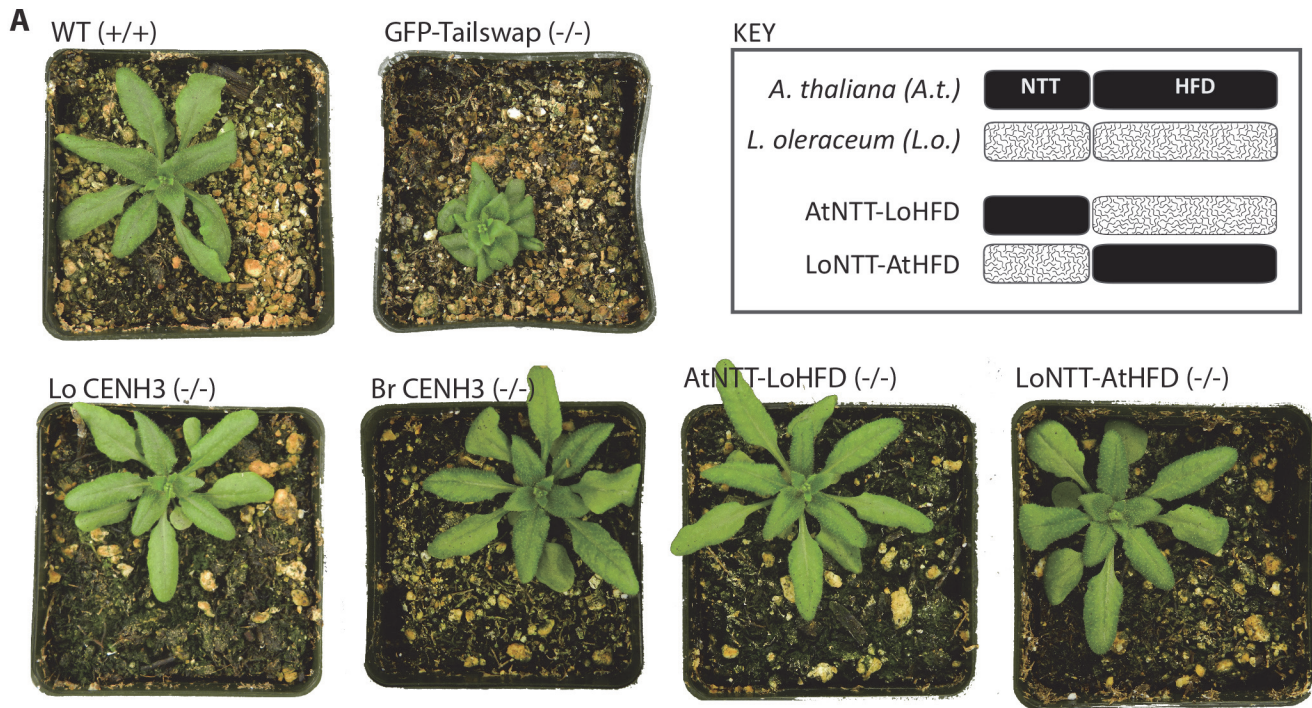 A
WT (+/+)
GFP-Tailswap (-/-)
KEY
A. thaliana (A.t.)
NTT
HFD
L. oleraceum (L.o.)
AtNTT-LoHFD
LoNTT-AtHFD
Lo CENH3 (-/-)
Br CENH3 (-/-)
AtNTT-LoHFD (-/-)
LoNTT-AtHFD (-/-)